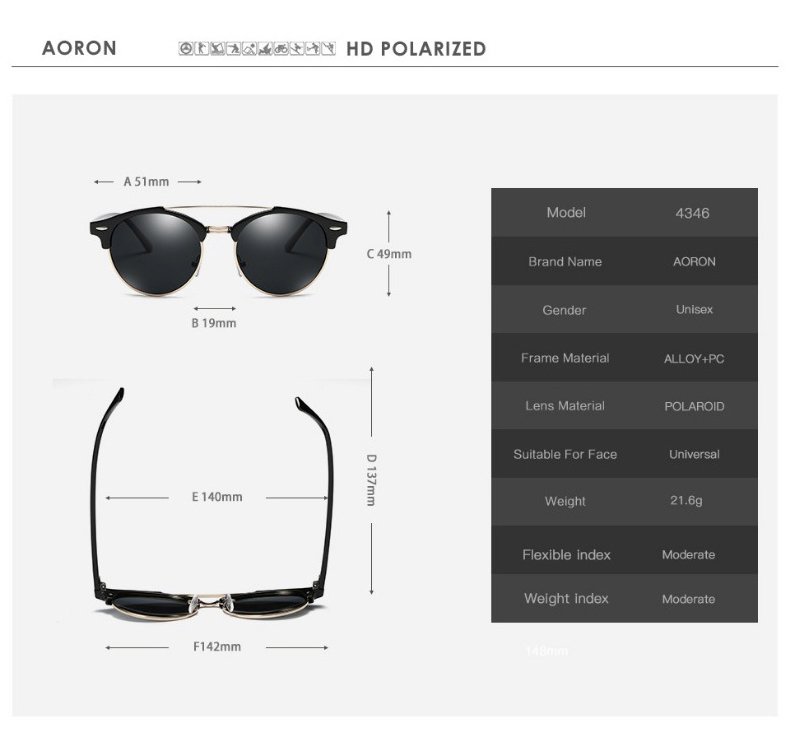 AORON HD POLARIZED
A 51mm
C 49mm
B 19mm
D 137mm
E 140mm
F142mm
Model 4346
Brand Name AORON
Gender Unisex
Frame Material ALLOY+PC
Lens Material POLAROID
Suitable For Face Universal
Weight 21.6g
Flexible index Moderate
Weight index Moderate
148mm